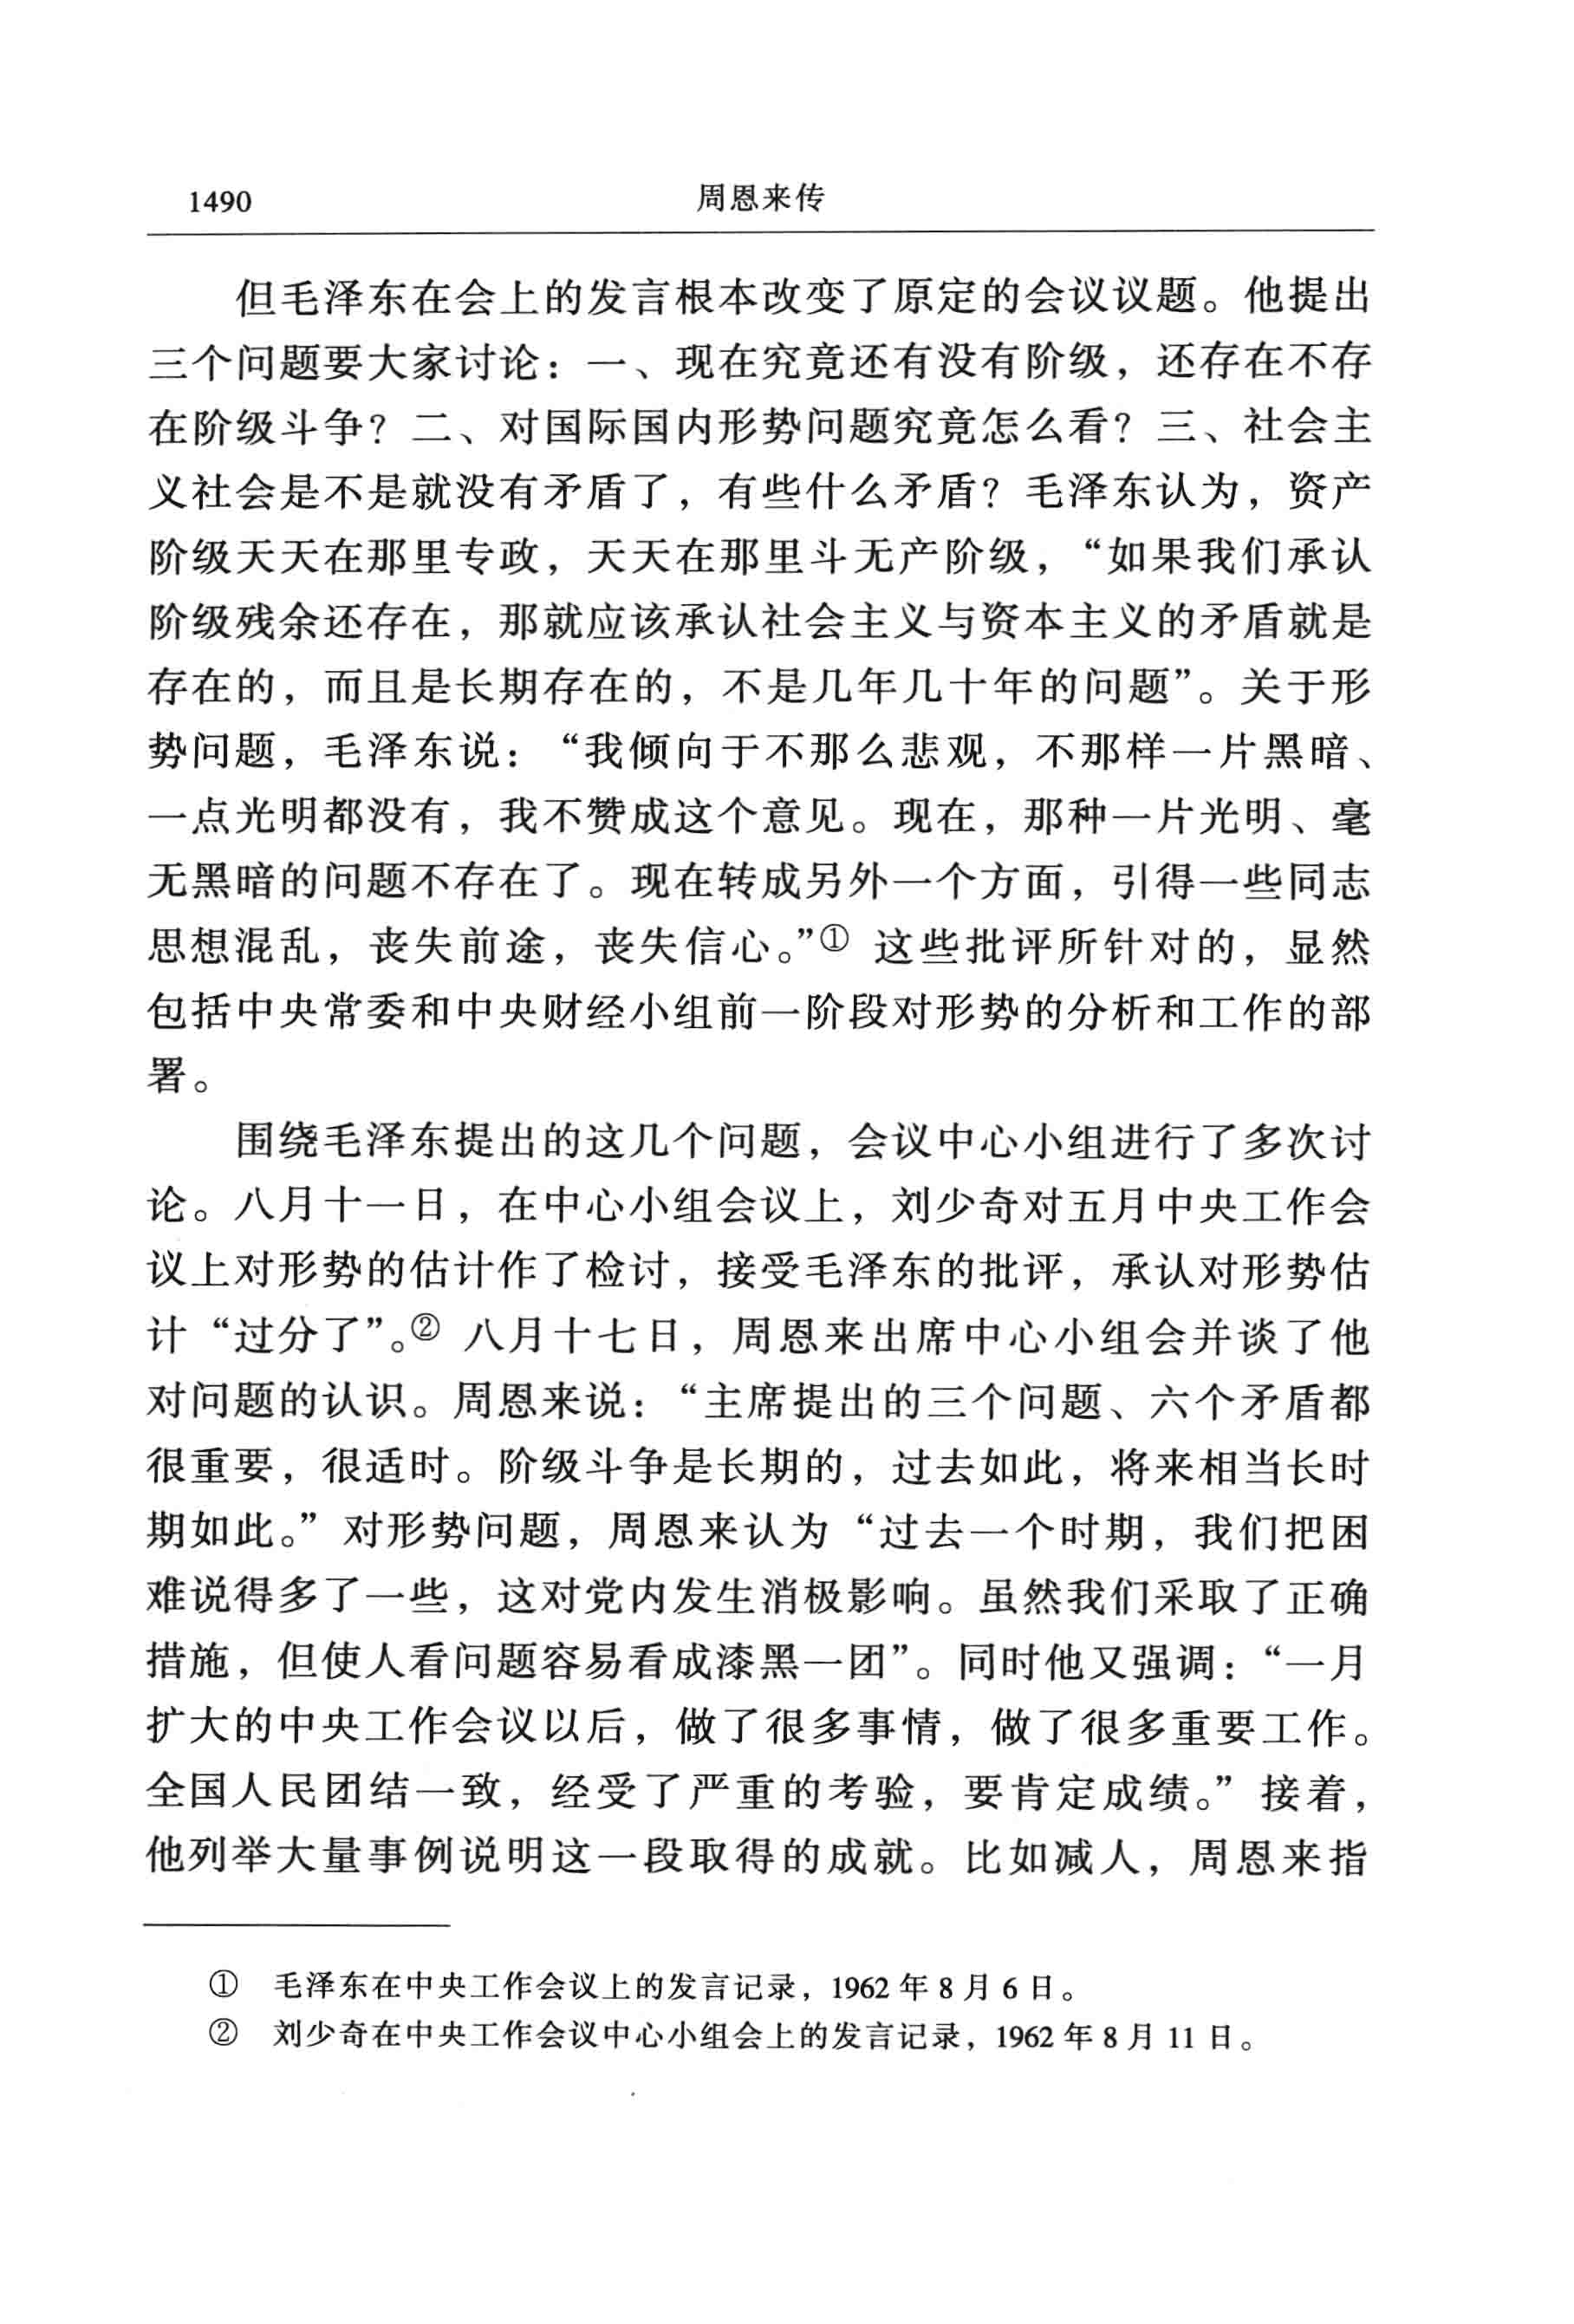 1490
周恩来传
但毛泽东在会上的发言根本改变了原定的会议议题。他提出
三个问题要大家讨论：一、现在究竟还有没有阶级，还存在不存
在阶级斗争？二、对国际国内形势问题究竟怎么看？三、社会主
义社会是不是就没有矛盾了，有些什么矛盾？毛泽东认为，资产
阶级天天在那里专政，天天在那里斗无产阶级，“如果我们承认
阶级残余还存在，那就应该承认社会主义与资本主义的矛盾就是
存在的，而且是长期存在的，不是几年几十年的问题”。关于形
势问题，毛泽东说：“我倾向于不那么悲观，不那样一片黑暗、
一点光明都没有，我不赞成这个意见。现在，那种一片光明、毫
无黑暗的问题不存在了。现在转成另外一个方面，引得一些同志
思想混乱，丧失前途，丧失信心。”① 这些批评所针对的，显然
包括中央常委和中央财经小组前一阶段对形势的分析和工作的部
署。
围绕毛泽东提出的这几个问题，会议中心小组进行了多次讨
论。八月十一日，在中心小组会议上，刘少奇对五月中央工作会
议上对形势的估计作了检讨，接受毛泽东的批评，承认对形势估
计“过分了”。② 八月十七日，周恩来出席中心小组会并谈了他
对问题的认识。周恩来说：“主席提出的三个问题、六个矛盾都
很重要，很适时。阶级斗争是长期的，过去如此，将来相当长时
期如此。”对形势问题，周恩来认为“过去一个时期，我们把困
难说得多了一些，这对党内发生消极影响。虽然我们采取了正确
措施，但使人看问题容易看成漆黑一团”。同时他又强调：“一月
扩大的中央工作会议以后，做了很多事情，做了很多重要工作。
全国人民团结一致，经受了严重的考验，要肯定成绩。”接着，
他列举大量事例说明这一段取得的成就。比如减人，周恩来指
① 毛泽东在中央工作会议上的发言记录，1962 年 8 月 6 日。
② 刘少奇在中央工作会议中心小组会上的发言记录，1962 年 8 月 11 日。